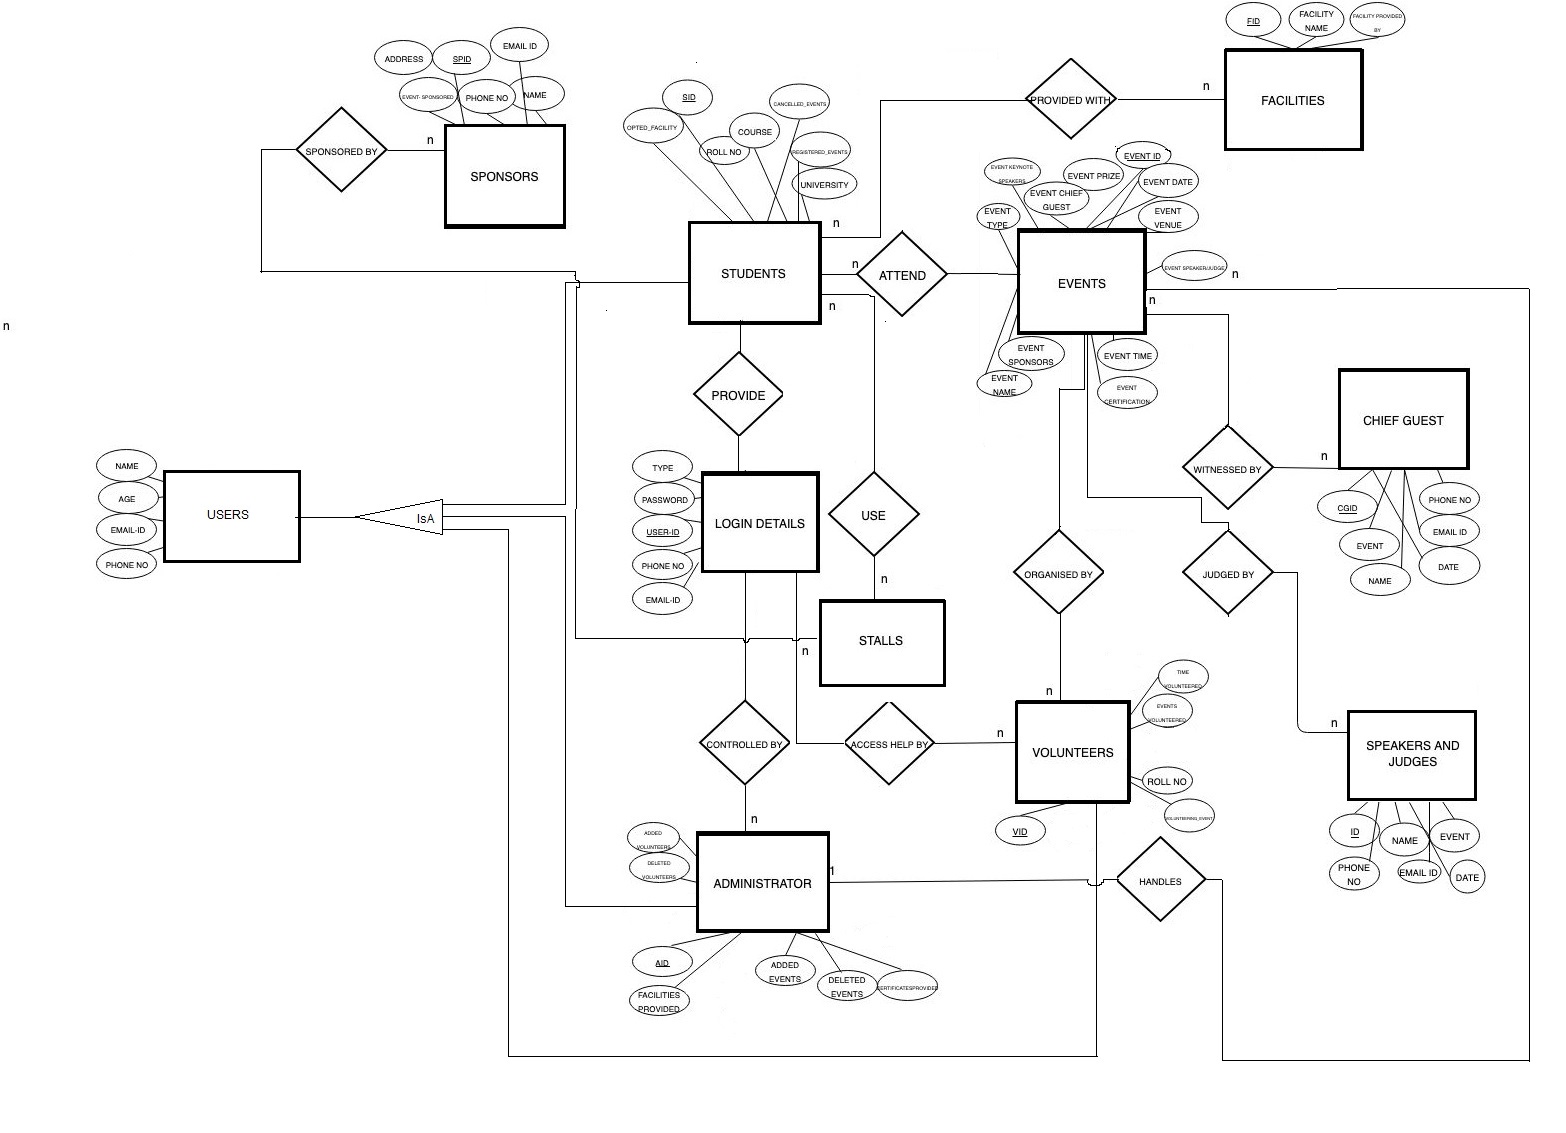 FID
FACILITY
NAME
FACILITY PROVIDED
BY
FACILITIES
PROVIDED WITH
n
ADDRESS
SPID
EMAIL ID
EVENT- SPONSORED
PHONE NO
NAME
SPONSORED BY
n
SPONSORS
SID
OPTED_FACILITY
ROLL NO
COURSE
CANCELLED_EVENTS
REGISTERED_EVENTS
UNIVERSITY
STUDENTS
n
n
n
ATTEND
EVENT KEYNOTE
SPEAKERS
EVENT CHIEF
GUEST
EVENT PRIZE
EVENT ID
EVENT DATE
EVENT
VENUE
EVENT
TYPE
EVENTS
EVENT SPEAKER/JUDGE
n
n
EVENT
SPONSORS
EVENT
NAME
EVENT TIME
EVENT
CERTIFICATION
n
PROVIDE
CHIEF GUEST
WITNESSED BY
n
CGID
EVENT
NAME
PHONE NO
EMAIL ID
DATE
NAME
AGE
EMAIL-ID
PHONE NO
USERS
IsA
TYPE
PASSWORD
USER-ID
PHONE NO
EMAIL-ID
LOGIN DETAILS
USE
n
STALLS
n
ORGANISED BY
JUDGED BY
n
TIME
VOLUNTEERED
EVENTS
VOLUNTEERED
VOLUNTEERS
ROLL NO
VOLUNTEERING_EVENT
VID
CONTROLLED BY
ACCESS HELP BY
n
n
n
SPEAKERS AND
JUDGES
ID
NAME
EVENT
PHONE
NO
EMAIL ID
DATE
ADDED
VOLUNTEERS
DELETED
VOLUNTEERS
ADMINISTRATOR
1
HANDLES
AID
FACILITIES
PROVIDED
ADDED
EVENTS
DELETED
EVENTS
CERTIFICATESPROVIDED